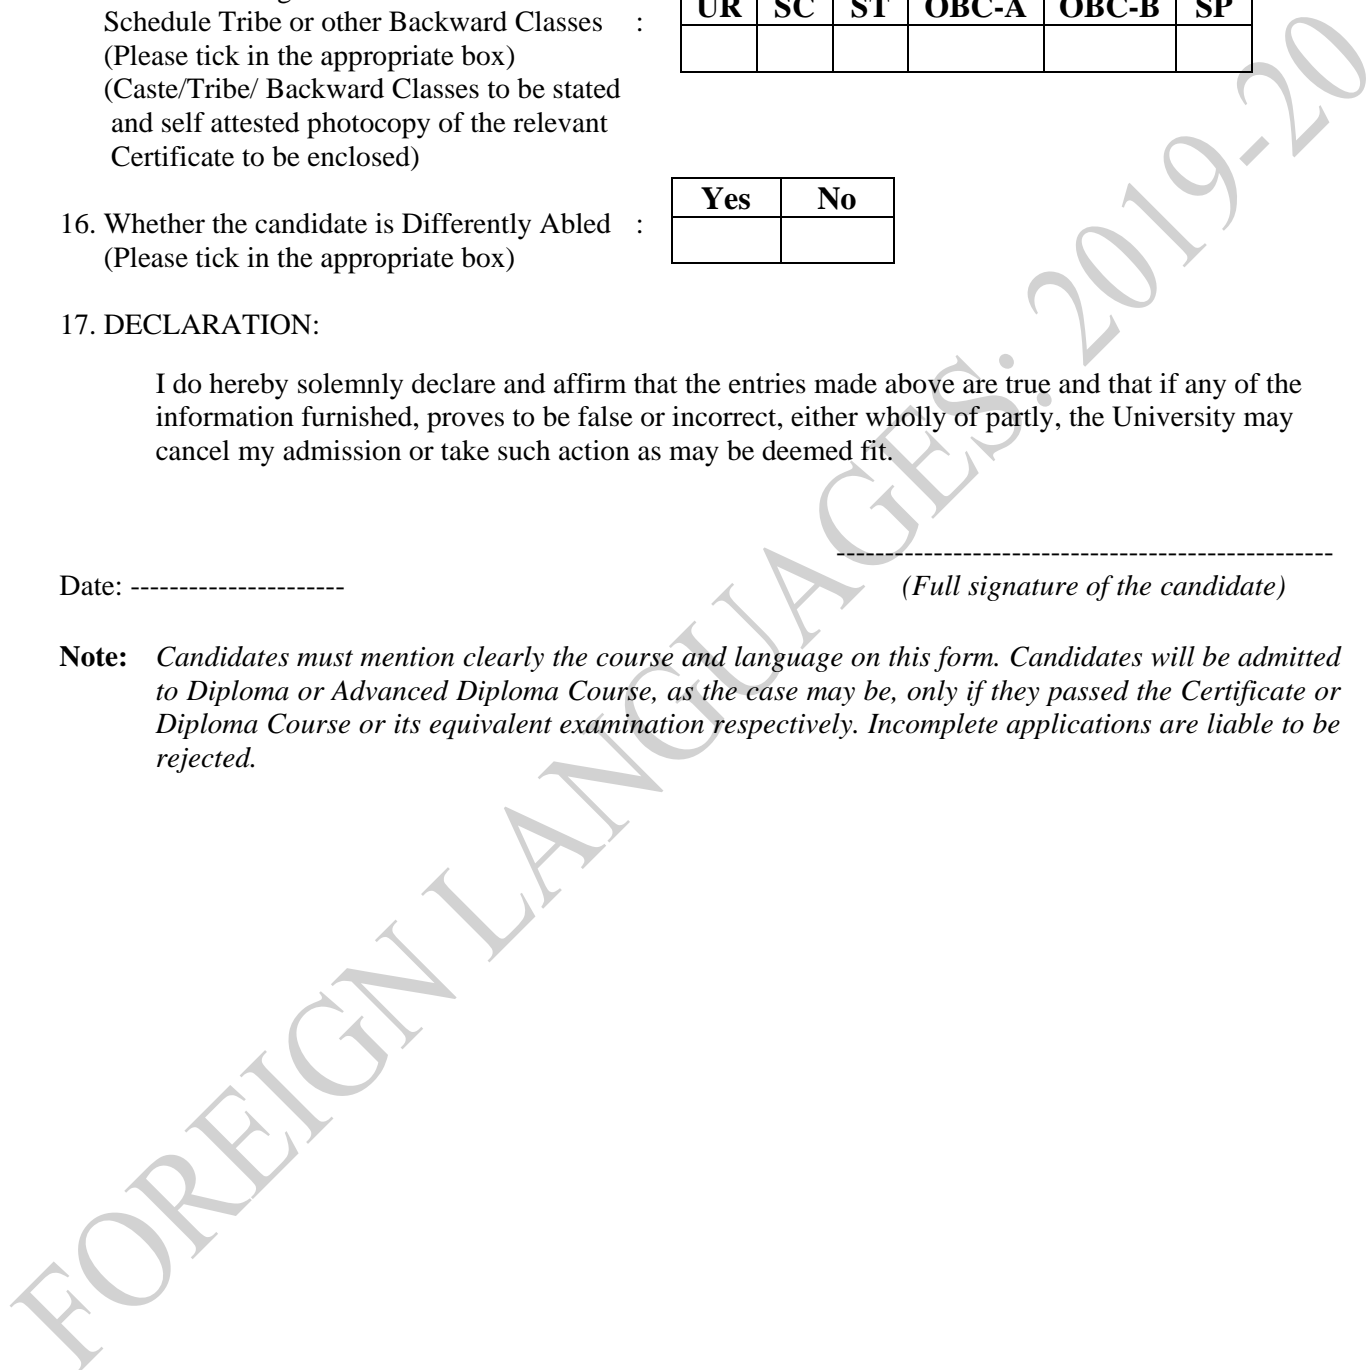 Schedule Tribe or other Backward Classes : UR SC ST OBC-A OBC-B SP
(Please tick in the appropriate box)
(Caste/Tribe/ Backward Classes to be stated
and self attested photocopy of the relevant
Certificate to be enclosed)
Yes No
16. Whether the candidate is Differently Abled :
(Please tick in the appropriate box)
17. DECLARATION:
I do hereby solemnly declare and affirm that the entries made above are true and that if any of the
information furnished, proves to be false or incorrect, either wholly of partly, the University may
cancel my admission or take such action as may be deemed fit.
---------------------------------------------------
Date: ---------------------- (Full signature of the candidate)
Note: Candidates must mention clearly the course and language on this form. Candidates will be admitted
to Diploma or Advanced Diploma Course, as the case may be, only if they passed the Certificate or
Diploma Course or its equivalent examination respectively. Incomplete applications are liable to be
rejected.
FOREIGN LANGUAGES: 2019-20